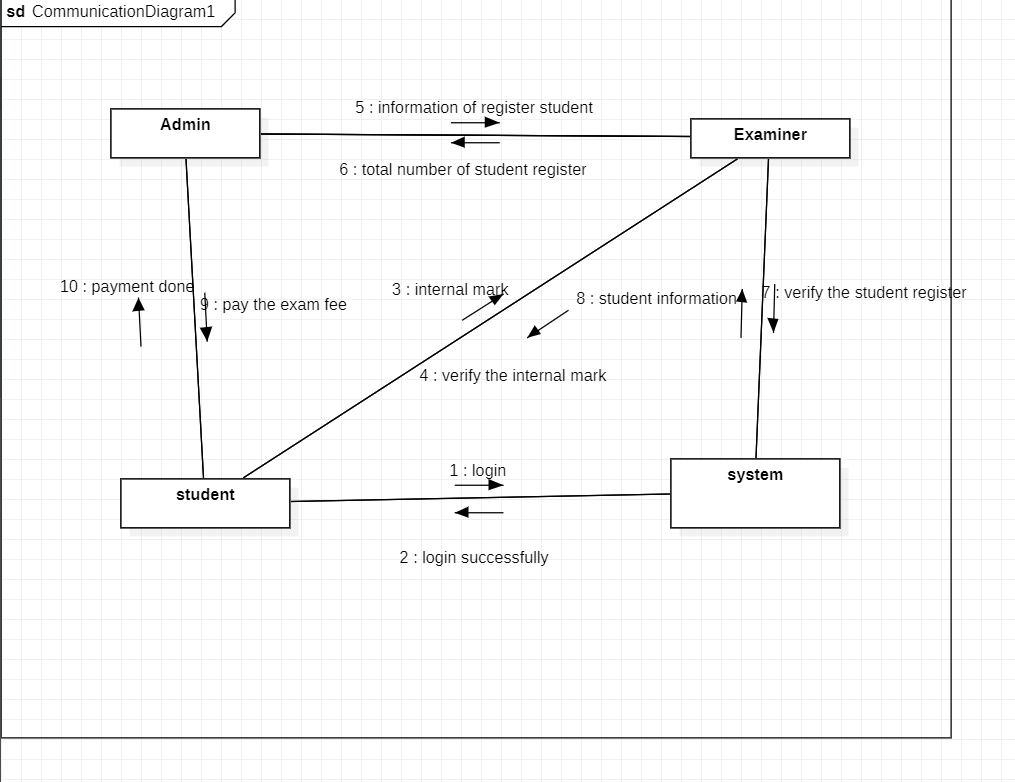 sd CommunicationDiagram1
5 : information of register student
Admin
Examiner
6 : total number of student register
10 : payment done
9 : pay the exam fee
3 : internal mark
8 : student information
7 : verify the student register
4 : verify the internal mark
1 : login
system
student
2 : login successfully